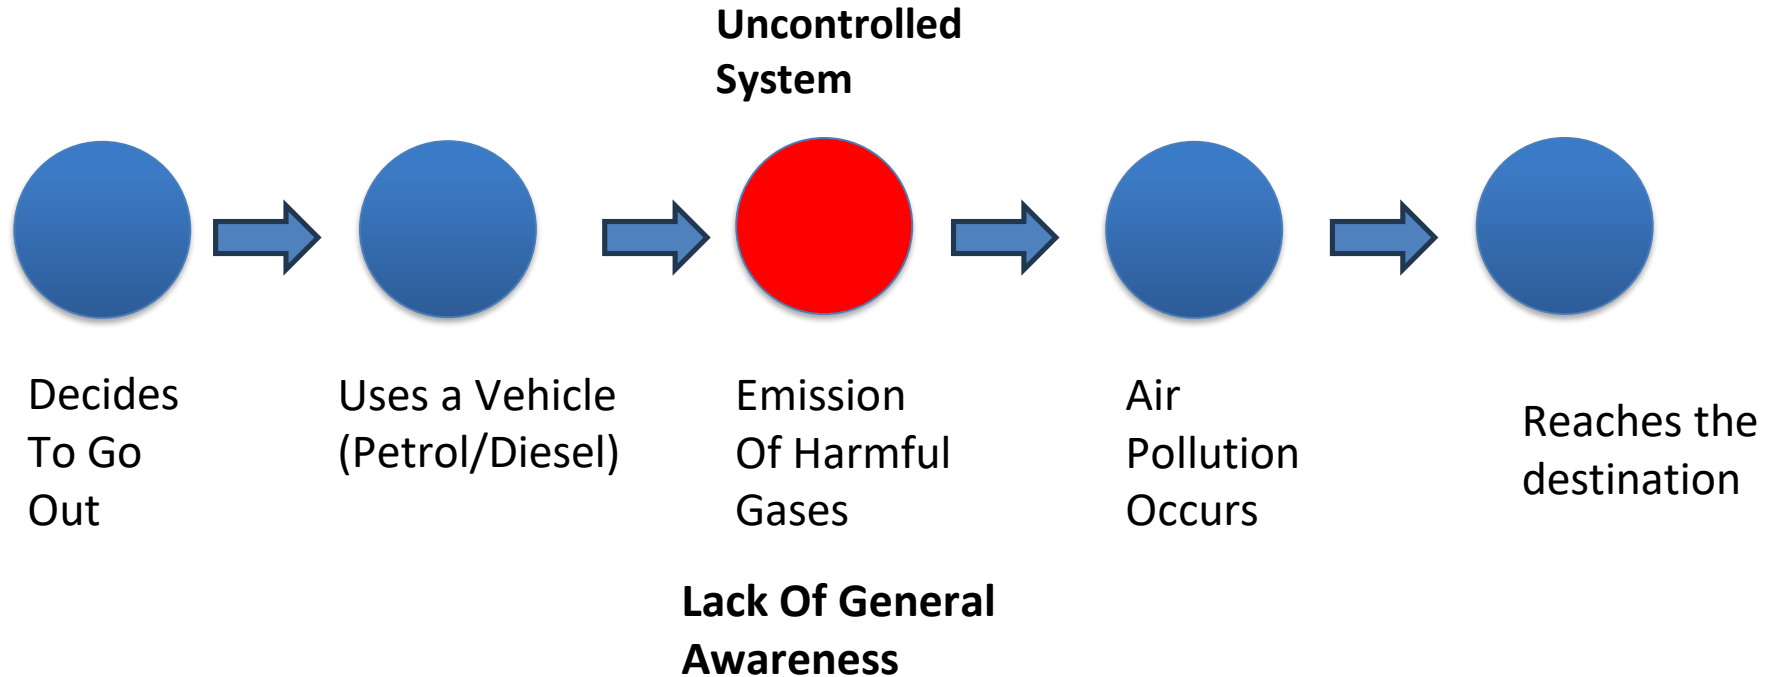 Uncontrolled
System
Decides
To Go
Out
Uses a Vehicle
(Petrol/Diesel)
Emission
Of Harmful
Gases
Air
Pollution
Occurs
Reaches the
destination
Lack Of General
Awareness